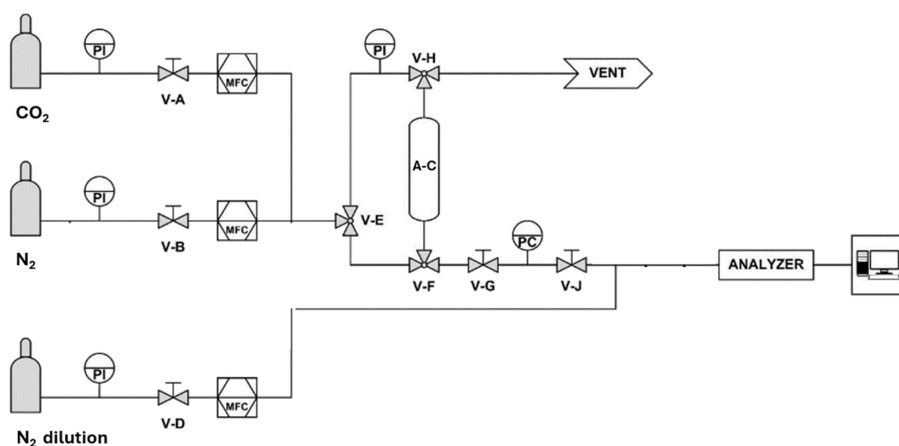 PI
V-A
MFC
CO₂
PI
V-B
MFC
N₂
PI
V-D
MFC
N₂ dilution
PI
V-H
VENT
A-C
V-E
V-F
V-G
PC
V-J
ANALYZER